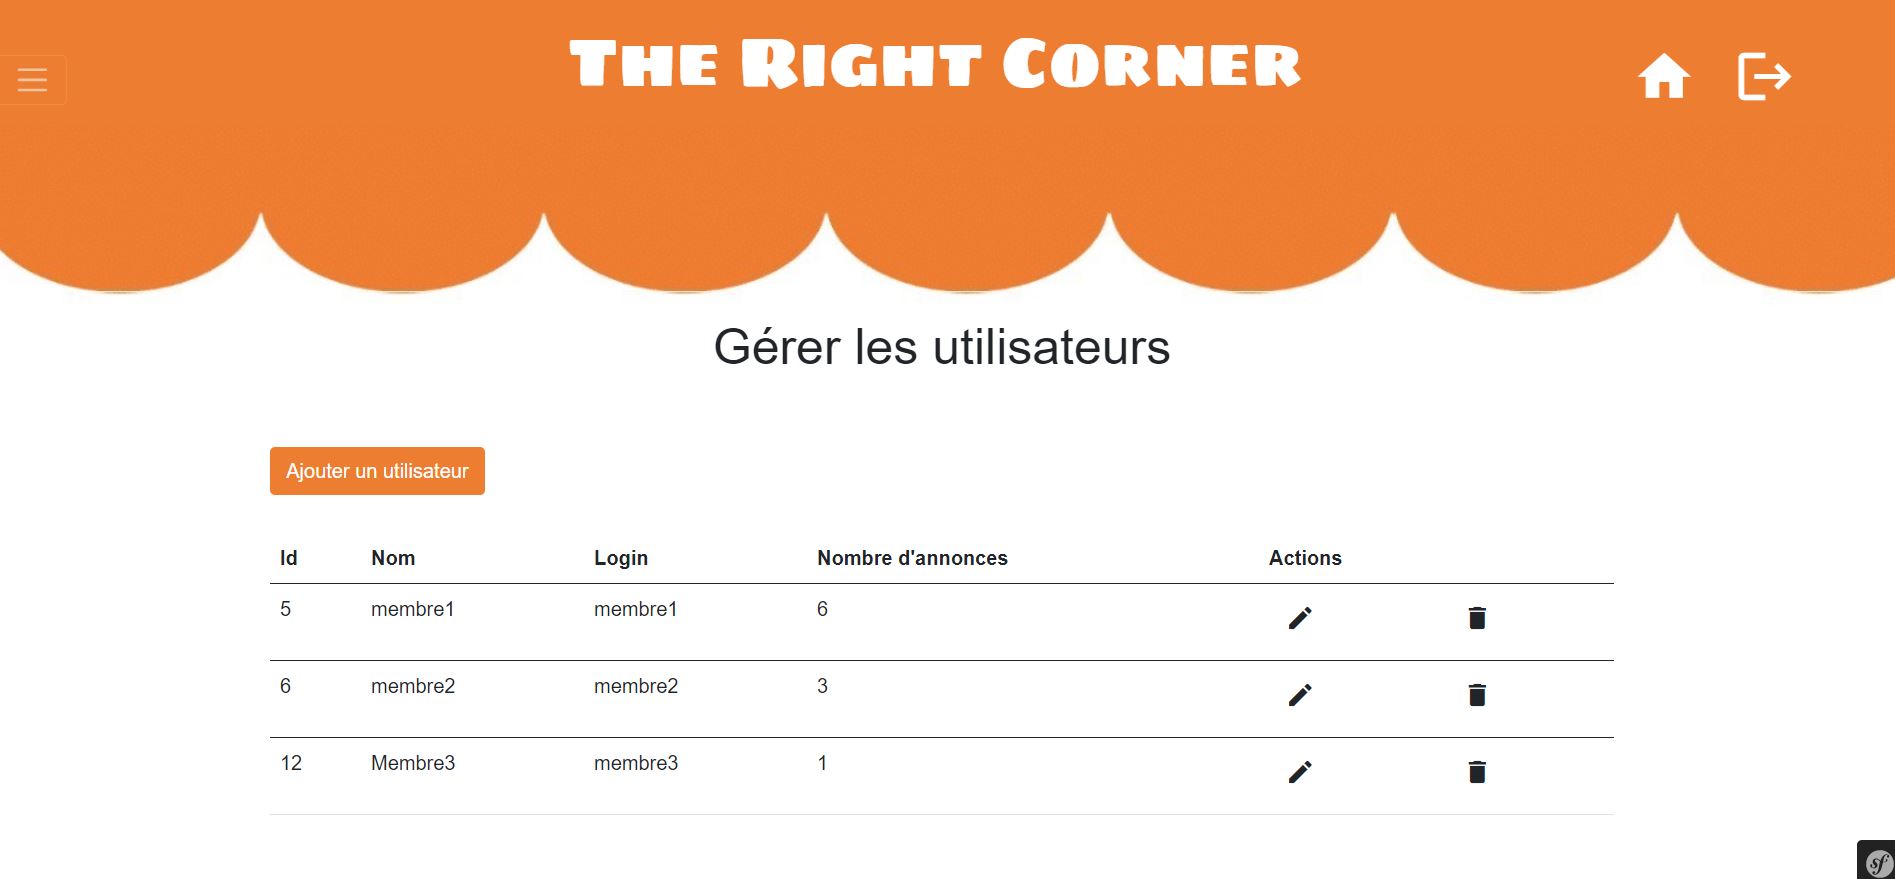 The Right Corner
Gérer les utilisateurs
Ajouter un utilisateur
Id Nom Login Nombre d'annonces Actions
5 membre1 membre1 6
6 membre2 membre2 3
12 Membre3 membre3 1
sf